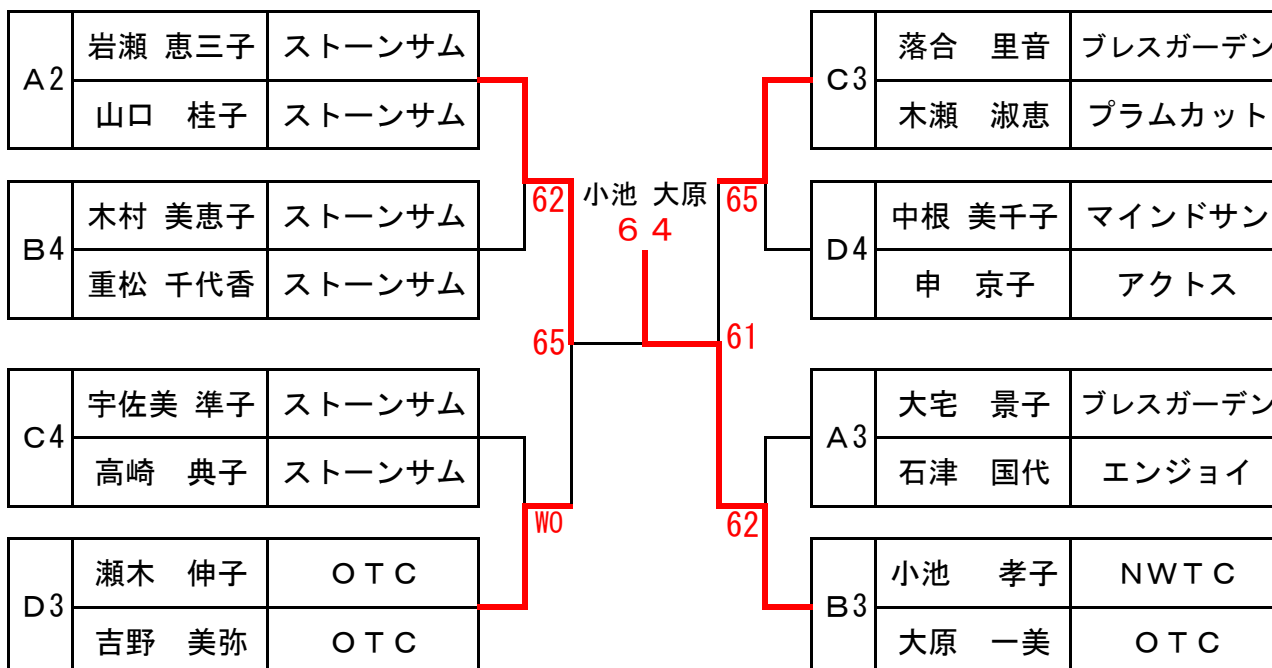 A2
岩瀬 恵三子 ストーンサム
山口 桂子 ストーンサム
B4
木村 美恵子 ストーンサム
重松 千代香 ストーンサム
C4
宇佐美 準子 ストーンサム
高崎 典子 ストーンサム
D3
瀬木 伸子 OTC
吉野 美弥 OTC
62
65
WO
小池 大原
64
65
61
62
C3
落合 里音 ブレスガーデン
木瀬 淑恵 プラムカット
D4
中根 美千子 マインドサン
申 京子 アクトス
A3
大宅 景子 ブレスガーデン
石津 国代 エンジョイ
B3
小池 孝子 NWTC
大原 一美 OTC